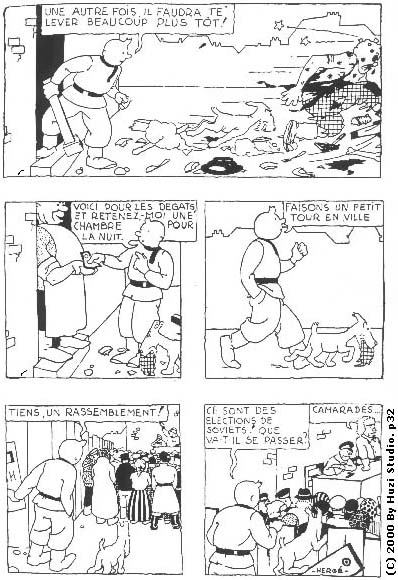 UNE AUTRE FOIS, IL FAUDRA TE
LEVER BEAUCOUP PLUS TÔT!
VOICI POUR LES DEGATS,
ET RETENEZ-MOI UNE
CHAMBRE POUR
LA NUIT.
FAISONS UN PETIT
TOUR EN VILLE
TIENS, UN RASSEMBLEMENT!
CE SONT DES
ELECTIONS DE
SOVIETS! QUE
VA-T-IL SE PASSER?
CAMARADES...
-HERGÉ-
(C) 2000 By Huzi Studio. p32